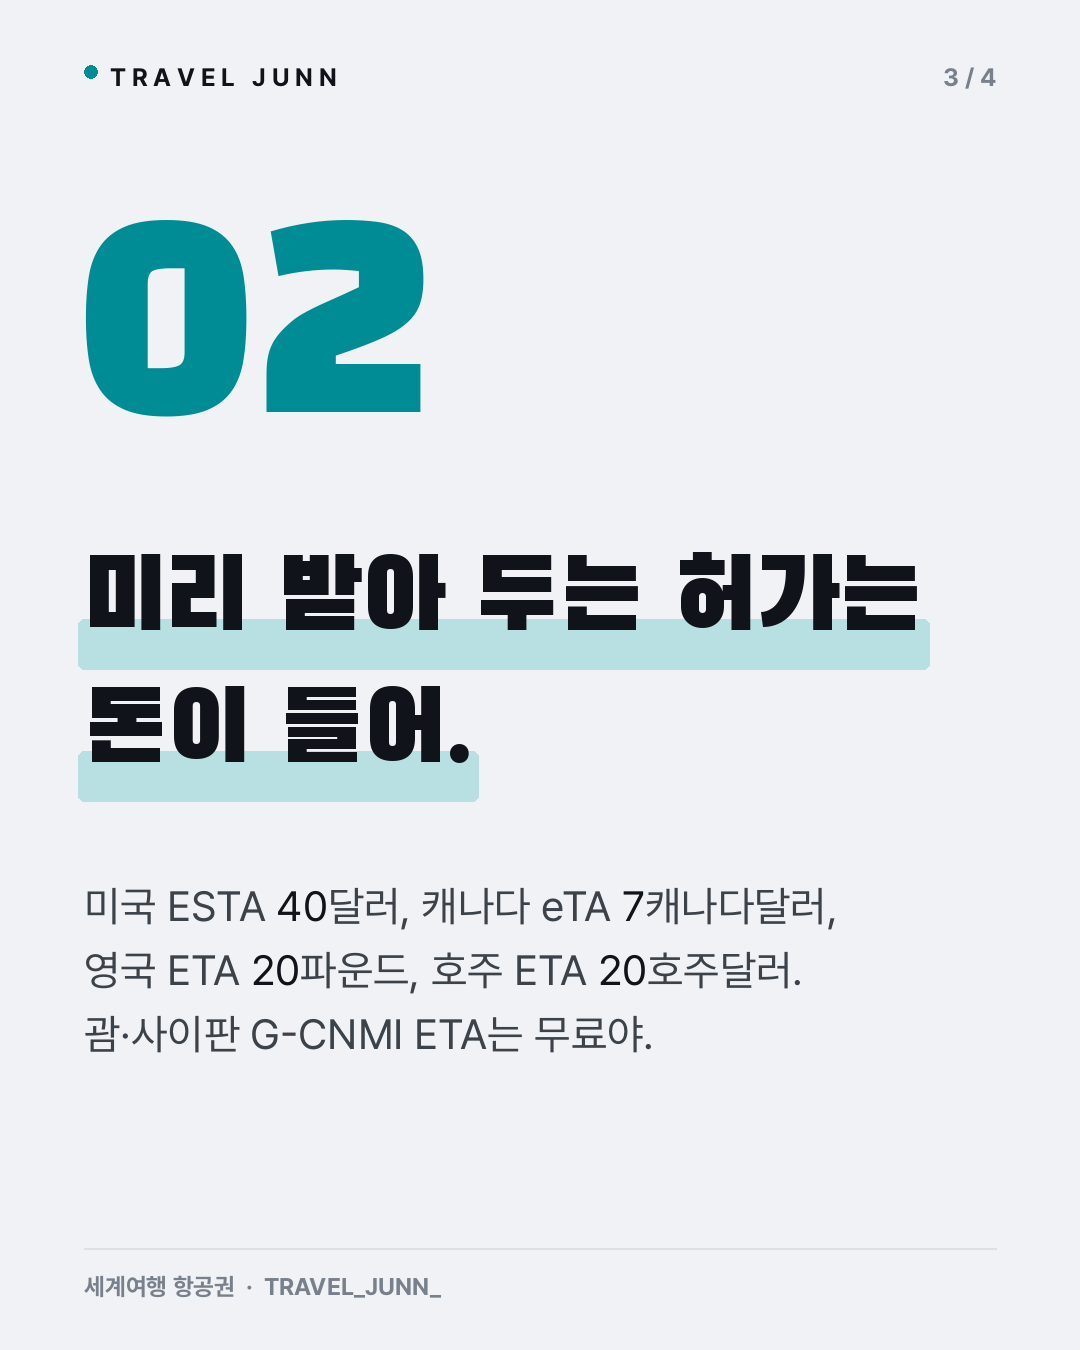 TRAVEL JUNN
3 / 4
02
미리 받아 두는 허가는
돈이 들어.
미국 ESTA 40달러, 캐나다 eTA 7캐나다달러,
영국 ETA 20파운드, 호주 ETA 20호주달러.
괌·사이판 G-CNMI ETA는 무료야.
세계여행 항공권 · TRAVEL_JUNN_